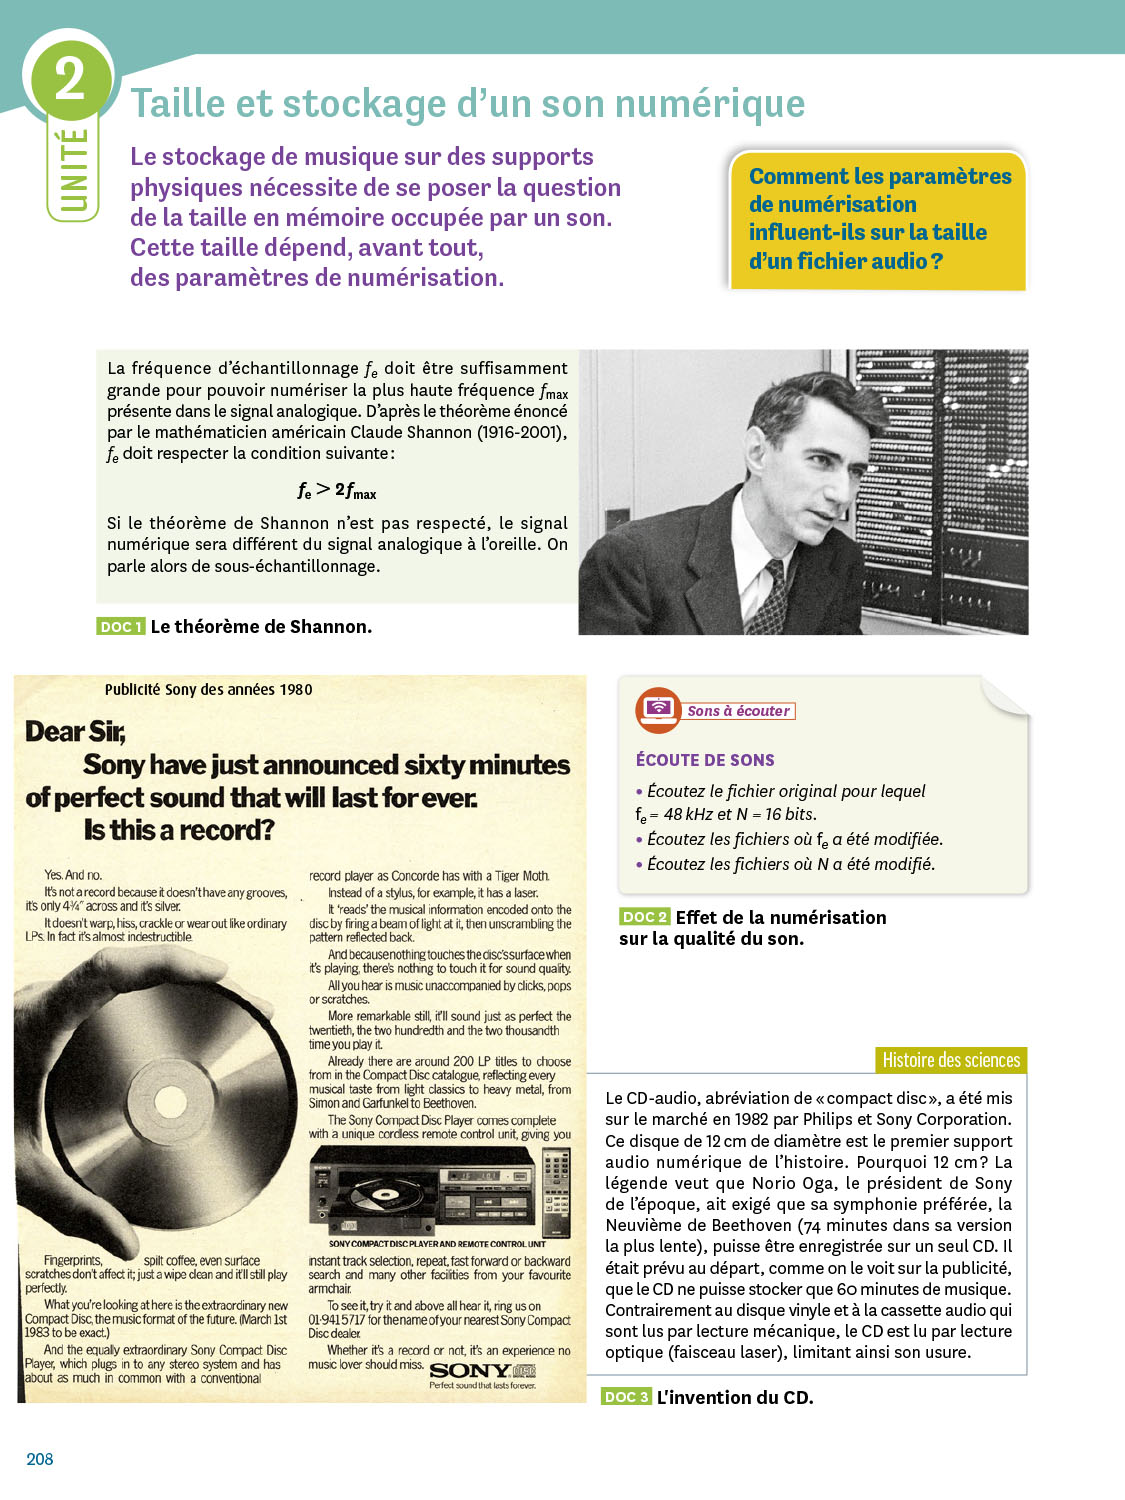 2
UNITÉ
Taille et stockage d’un son numérique
Le stockage de musique sur des supports
physiques nécessite de se poser la question
de la taille en mémoire occupée par un son.
Cette taille dépend, avant tout,
des paramètres de numérisation.
Comment les paramètres
de numérisation
influent-ils sur la taille
d’un fichier audio ?
La fréquence d’échantillonnage fe doit être suffisamment
grande pour pouvoir numériser la plus haute fréquence fmax
présente dans le signal analogique. D’après le théorème énoncé
par le mathématicien américain Claude Shannon (1916-2001),
fe doit respecter la condition suivante :
fe > 2fmax
Si le théorème de Shannon n’est pas respecté, le signal
numérique sera différent du signal analogique à l’oreille. On
parle alors de sous-échantillonnage.
DOC 1 Le théorème de Shannon.
Publicité Sony des années 1980
Dear Sir,
Sony have just announced sixty minutes
of perfect sound that will last for ever.
Is this a record?
Yes. And no.
It's not a record because it doesn't have any grooves,
it's only 4¾" across and it's silver.
It doesn't warp, hiss, crackle or wear out like ordinary
LPs. In fact it's almost indestructible.
Fingerprints, spilt coffee, even surface
scratches don't affect it; just a wipe clean and it'll still play
perfectly.
What you're looking at here is the extraordinary new
Compact Disc, the music format of the future. (March 1st
1983 to be exact.)
And the equally extraordinary Sony Compact Disc
Player, which plugs in to any stereo system and has
about as much in common with a conventional
record player as Concorde has with a Tiger Moth.
Instead of a stylus, for example, it has a laser.
It 'reads' the musical information encoded onto the
disc by firing a beam of light at it, then unscrambling the
pattern reflected back.
And because nothing touches the disc's surface when
it's playing, there's nothing to touch it for sound quality.
All you hear is music unaccompanied by clicks, pops
or scratches.
More remarkable still, it'll sound just as perfect the
twentieth, the two hundredth and the two thousandth
time you play it.
Already there are around 200 LP titles to choose
from in the Compact Disc catalogue, reflecting every
musical taste from light classics to heavy metal, from
Simon and Garfunkel to Beethoven.
The Sony Compact Disc Player comes complete
with a unique cordless remote control unit, giving you
SONY
SONY COMPACT DISC PLAYER AND REMOTE CONTROL UNIT
instant track selection, repeat, fast forward or backward
search and many other facilities from your favourite
armchair.
To see it, try it and above all hear it, ring us on
01-941 5717 for the name of your nearest Sony Compact
Disc dealer.
Whether it's a record or not, it's an experience no
music lover should miss.
SONY
Perfect sound that lasts forever.
Sons à écouter
ÉCOUTE DE SONS
• Écoutez le fichier original pour lequel
fe = 48 kHz et N = 16 bits.
• Écoutez les fichiers où fe a été modifiée.
• Écoutez les fichiers où N a été modifié.
DOC 2 Effet de la numérisation
sur la qualité du son.
Histoire des sciences
Le CD-audio, abréviation de « compact disc », a été mis
sur le marché en 1982 par Philips et Sony Corporation.
Ce disque de 12 cm de diamètre est le premier support
audio numérique de l’histoire. Pourquoi 12 cm ? La
légende veut que Norio Oga, le président de Sony
de l’époque, ait exigé que sa symphonie préférée, la
Neuvième de Beethoven (74 minutes dans sa version
la plus lente), puisse être enregistrée sur un seul CD. Il
était prévu au départ, comme on le voit sur la publicité,
que le CD ne puisse stocker que 60 minutes de musique.
Contrairement au disque vinyle et à la cassette audio qui
sont lus par lecture mécanique, le CD est lu par lecture
optique (faisceau laser), limitant ainsi son usure.
DOC 3 L'invention du CD.
208